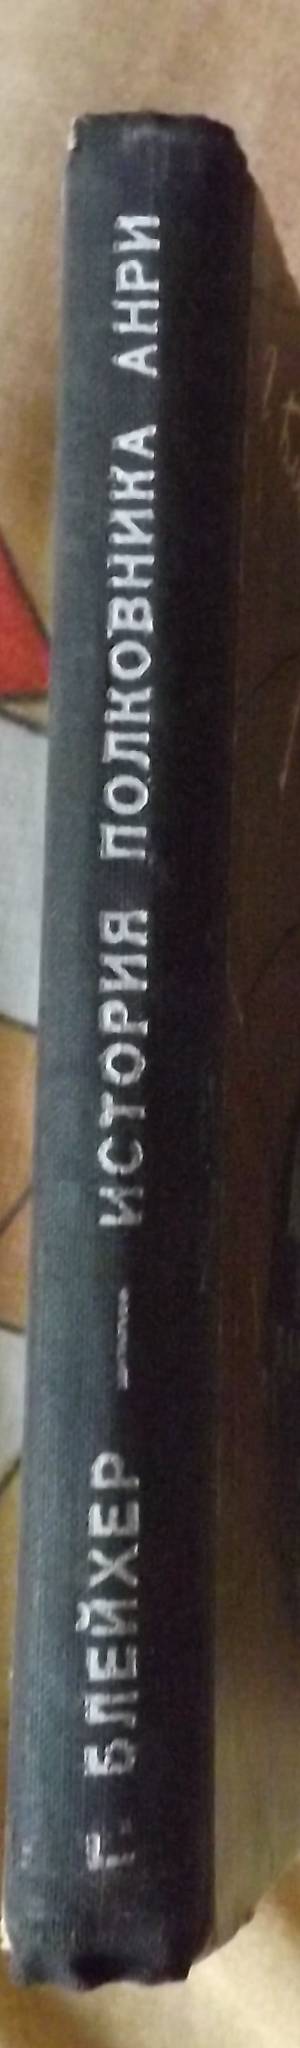 Г. БЛЕЙХЕР — ИСТОРИЯ ПОЛКОВНИКА АНРИ